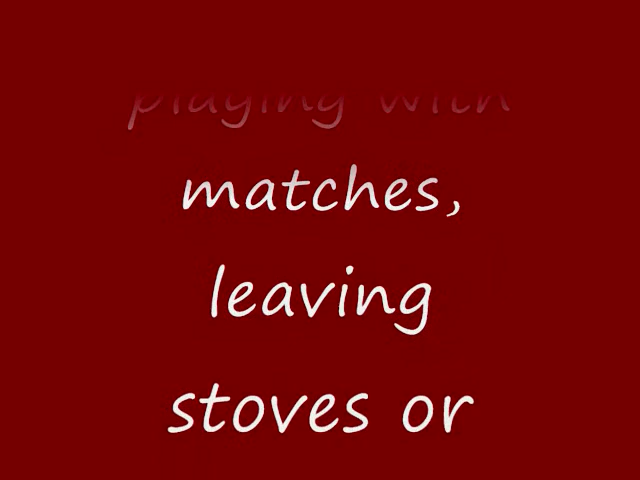 playing with
matches,
leaving
stoves or